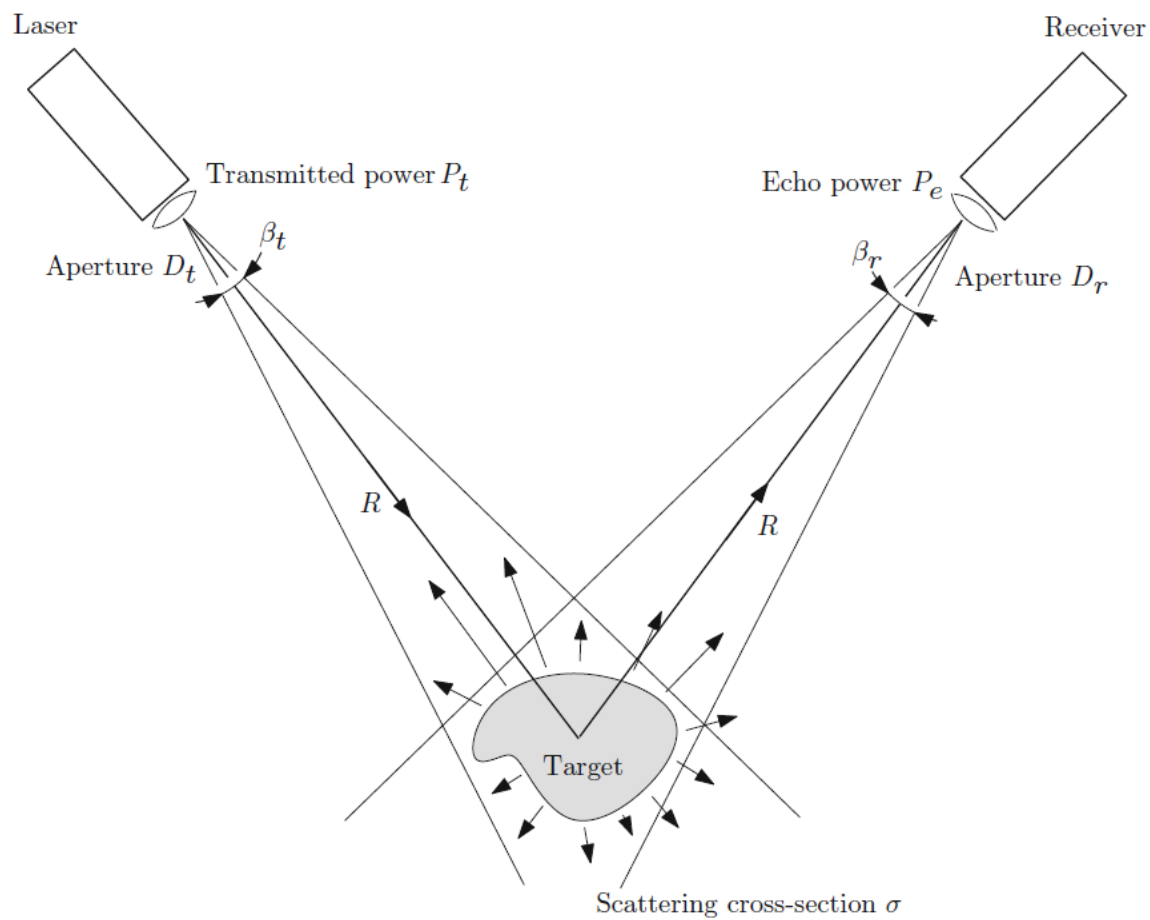 Laser
Receiver
Transmitted power P_t
Echo power P_e
β_t
β_r
Aperture D_t
Aperture D_r
R
R
Target
Scattering cross-section σ